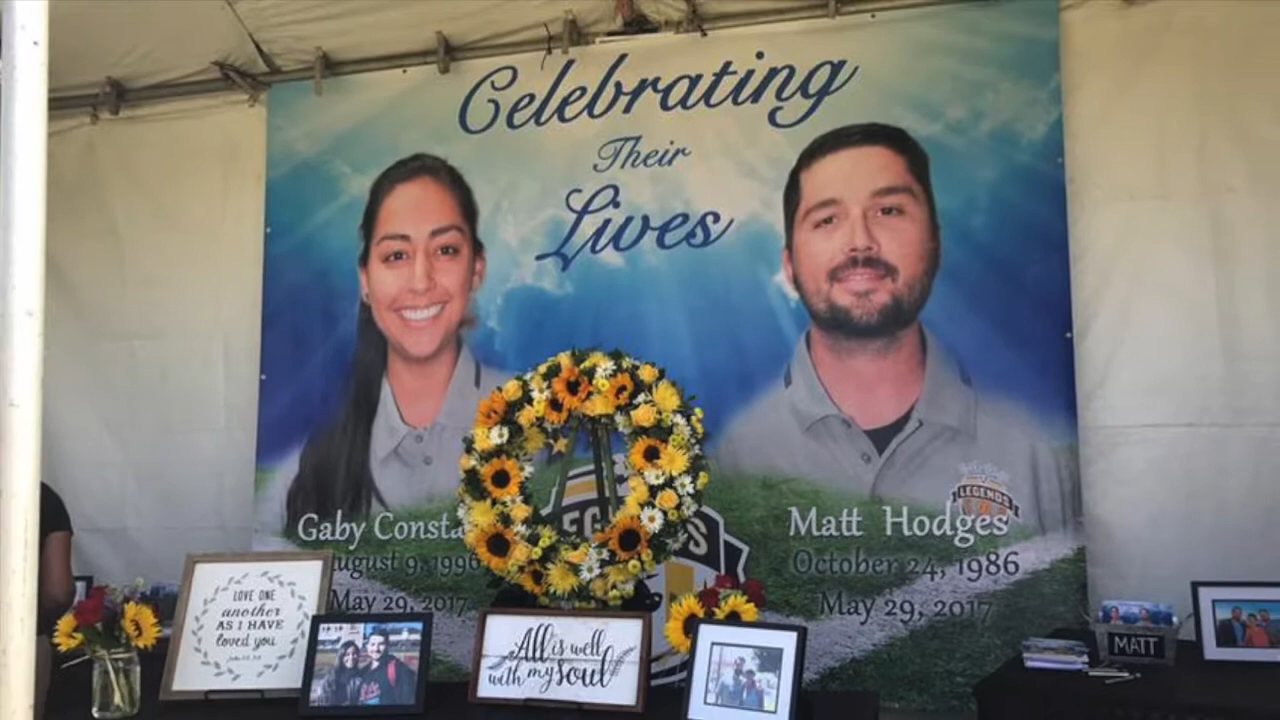 Celebrating
Their
Lives
LEGENDS
Gaby Consta
Matt Hodges
ugust 9, 1996
October 24, 1986
May 29, 2017
May 29, 2017
LOVE ONE
another
AS I HAVE
loved you
All is well
with my soul
MATT